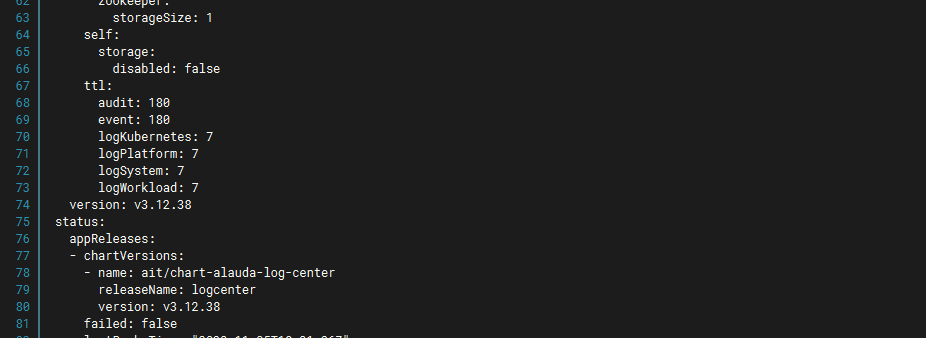 62 zookeeper:
63 storageSize: 1
64 self:
65 storage:
66 disabled: false
67 ttl:
68 audit: 180
69 event: 180
70 logKubernetes: 7
71 logPlatform: 7
72 logSystem: 7
73 logWorkload: 7
74 version: v3.12.38
75 status:
76 appReleases:
77 - chartVersions:
78 - name: ait/chart-alauda-log-center
79 releaseName: logcenter
80 version: v3.12.38
81 failed: false